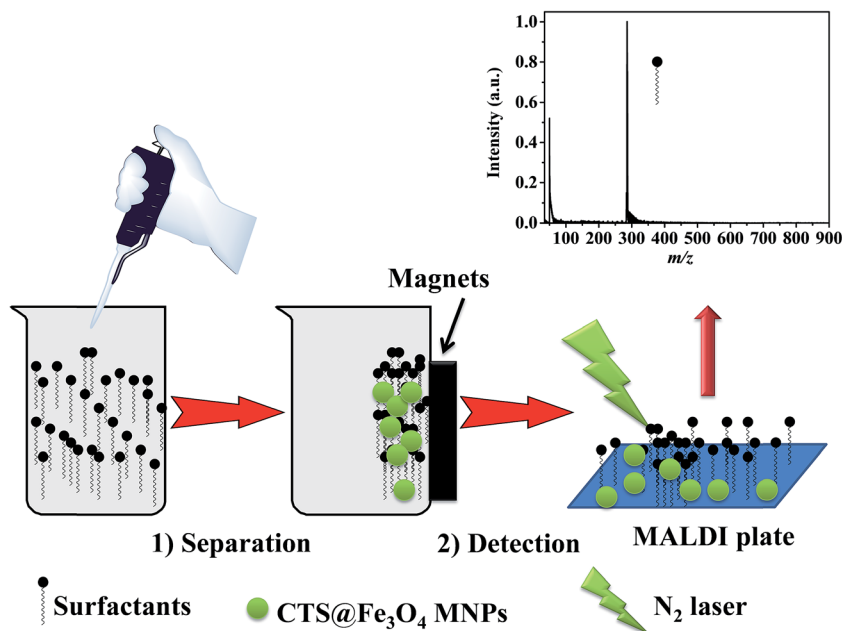 1.0
0.8
0.6
0.4
0.2
0.0
Intensity (a.u.)
100 200 300 400 500 600 700 800 900
m/z
Magnets
1) Separation
2) Detection
MALDI plate
Surfactants
CTS@Fe₃O₄ MNPs
N₂ laser